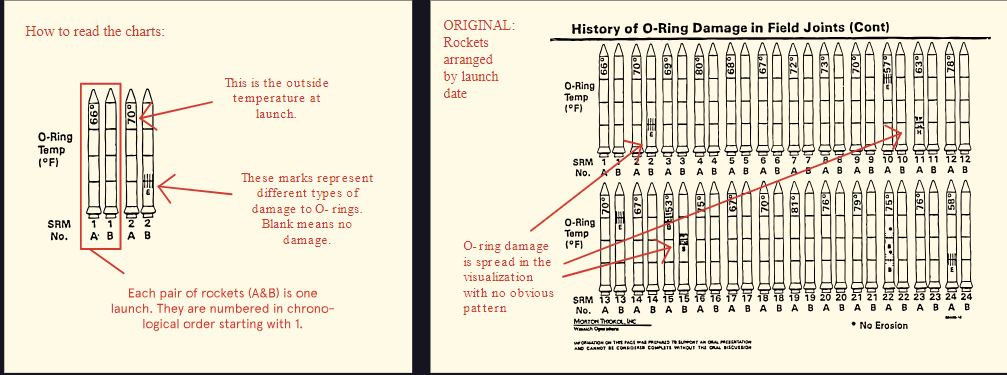 How to read the charts:
This is the outside
temperature at
launch.
66°
70°
O-Ring
Temp
(°F)
E
These marks represent
different types of
damage to O- rings.
Blank means no
damage.
SRM 1 1 2 2
No. A B A B
Each pair of rockets (A&B) is one
launch. They are numbered in chrono-
logical order starting with 1.
ORIGINAL:
Rockets
arranged
by launch
date
History of O-Ring Damage in Field Joints (Cont)
66° 70° 69° 80° 68° 67° 72° 73° 70° 57° 63° 78°
O-Ring
Temp
(°F)
E E H
SRM 1 1 2 2 3 3 4 4 5 5 6 6 7 7 8 8 9 9 10 10 11 11 12 12
No. A B A B A B A B A B A B A B A B A B A B A B A B
70° 67° 53° 75° 67° 70° 81° 76° 79° 75° 76° 58°
O-Ring
Temp
(°F)
E B B B B E
O- ring damage
is spread in the
visualization
with no obvious
pattern
SRM 13 13 14 14 15 15 16 16 17 17 18 18 19 19 20 20 21 21 22 22 23 23 24 24
No. A B A B A B A B A B A B A B A B A B A B A B A B
MORTON THIOKOL, INC
Wasatch Operations
* No Erosion
INFORMATION ON THIS PAGE WAS PREPARED TO SUPPORT AN ORAL PRESENTATION
AND CANNOT BE CONSIDERED COMPLETE WITHOUT THE ORAL DISCUSSION